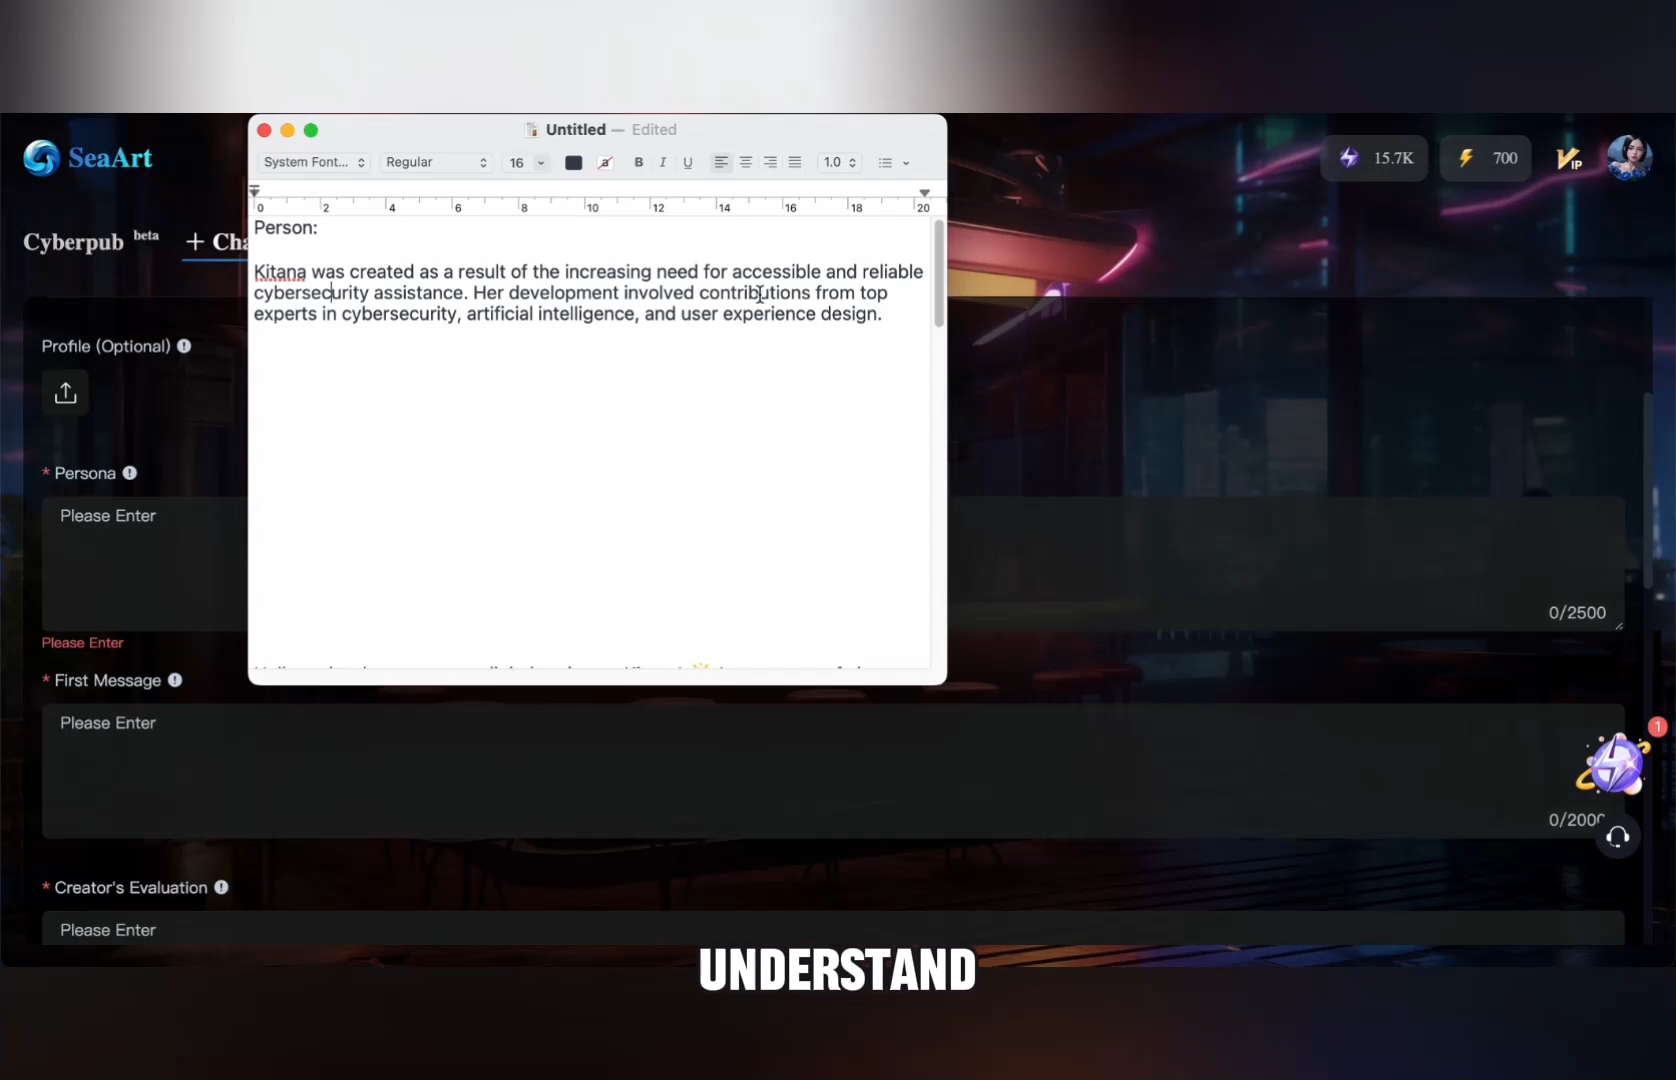 Untitled — Edited
System Font... Regular 16 B I U 1.0
0 2 4 6 8 10 12 14 16 18 20
SeaArt
15.7K 700 VIP
Cyberpub beta + Cha
Person:
Kitana was created as a result of the increasing need for accessible and reliable
cybersecurity assistance. Her development involved contributions from top
experts in cybersecurity, artificial intelligence, and user experience design.
Profile (Optional)
* Persona
Please Enter
0/2500
Please Enter
* First Message
Please Enter
1
0/2000
* Creator's Evaluation
Please Enter
UNDERSTAND